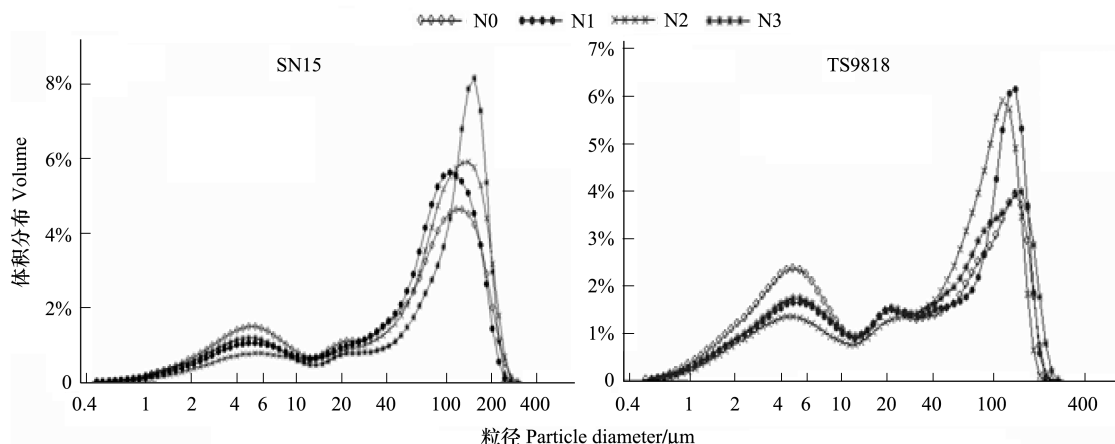 N0 N1 N2 N3
SN15
8%
6%
4%
2%
0
0.4 1 2 4 6 10 20 40 100 200 400
TS9818
7%
6%
5%
4%
3%
2%
1%
0
0.4 1 2 4 6 10 20 40 100 400
体积分布 Volume
粒径 Particle diameter/μm